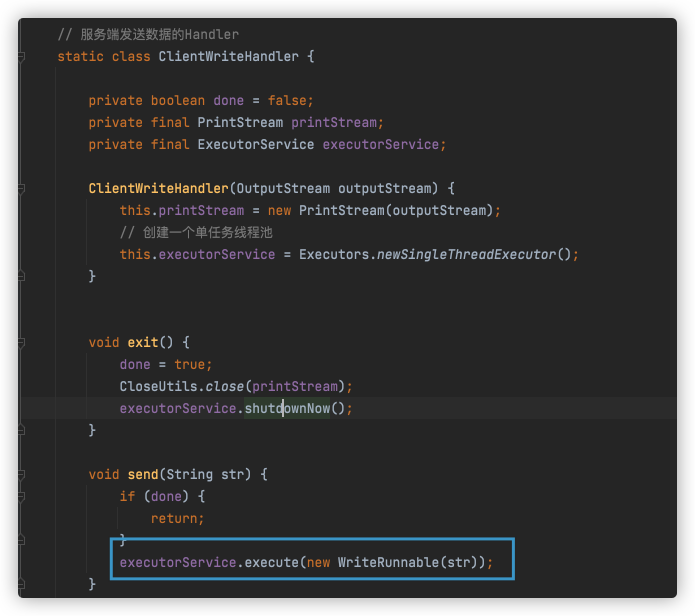 // 服务端发送数据的Handler
static class ClientWriteHandler {
private boolean done = false;
private final PrintStream printStream;
private final ExecutorService executorService;
ClientWriteHandler(OutputStream outputStream) {
this.printStream = new PrintStream(outputStream);
// 创建一个单任务线程池
this.executorService = Executors.newSingleThreadExecutor();
}
void exit() {
done = true;
CloseUtils.close(printStream);
executorService.shutdownNow();
}
void send(String str) {
if (done) {
return;
}
executorService.execute(new WriteRunnable(str));
}